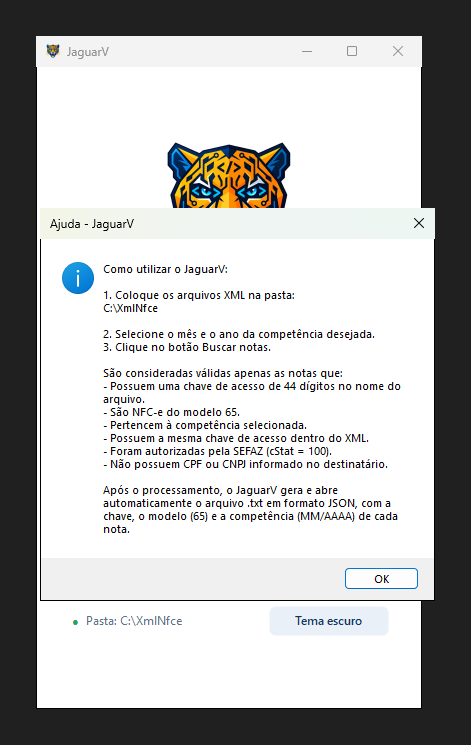 JaguarV
Ajuda - JaguarV
Como utilizar o JaguarV:
1. Coloque os arquivos XML na pasta:
C:\XmlNfce
2. Selecione o mês e o ano da competência desejada.
3. Clique no botão Buscar notas.
São consideradas válidas apenas as notas que:
- Possuem uma chave de acesso de 44 dígitos no nome do
arquivo.
- São NFC-e do modelo 65.
- Pertencem à competência selecionada.
- Possuem a mesma chave de acesso dentro do XML.
- Foram autorizadas pela SEFAZ (cStat = 100).
- Não possuem CPF ou CNPJ informado no destinatário.
Após o processamento, o JaguarV gera e abre
automaticamente o arquivo .txt em formato JSON, com a
chave, o modelo (65) e a competência (MM/AAAA) de cada
nota.
OK
Pasta: C:\XmlNfce
Tema escuro